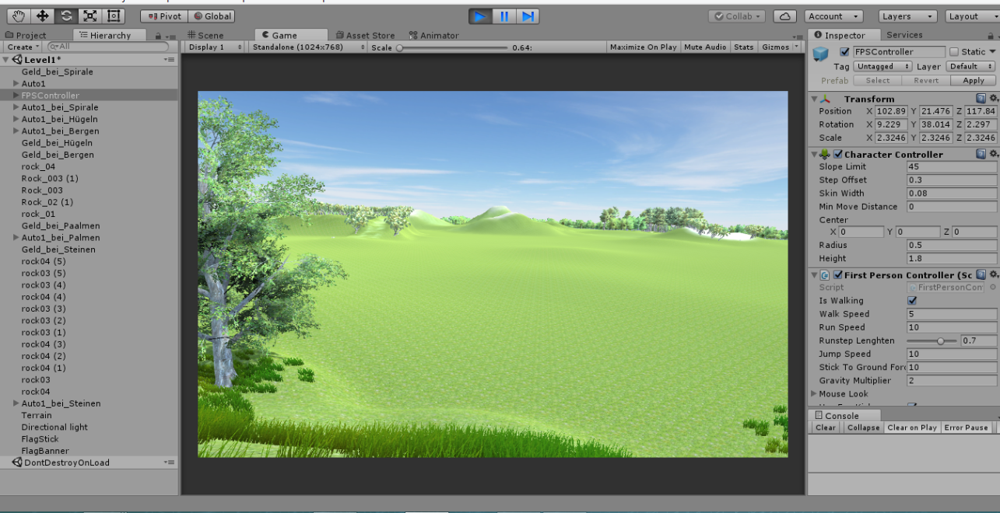 Pivot Global Collab Account Layers Layout
Project Hierarchy Scene Game Asset Store Animator Inspector Services
Create All Display 1 Standalone (1024x768) Scale 0.64: Maximize On Play Mute Audio Stats Gizmos
Level1*
Geld_bei_Spirale
Auto1
FPSController
Auto1_bei_Spirale
Auto1_bei_Hügeln
Auto1_bei_Bergen
Geld_bei_Hügeln
Geld_bei_Bergen
rock_04
Rock_003 (1)
Rock_003
Rock_02 (1)
rock_01
Geld_bei_Paalmen
Auto1_bei_Palmen
Geld_bei_Steinen
rock04 (5)
rock03 (5)
rock03 (4)
rock04 (4)
rock03 (3)
rock03 (2)
rock03 (1)
rock04 (3)
rock04 (2)
rock04 (1)
rock03
rock04
Auto1_bei_Steinen
Terrain
Directional light
FlagStick
FlagBanner
DontDestroyOnLoad
FPSController Static
Tag Untagged Layer Default
Prefab Select Revert Apply
Transform
Position X 102.89 Y 21.476 Z 117.84
Rotation X 9.229 Y 38.014 Z 2.297
Scale X 2.3246 Y 2.3246 Z 2.3246
Character Controller
Slope Limit 45
Step Offset 0.3
Skin Width 0.08
Min Move Distance 0
Center
X 0 Y 0 Z 0
Radius 0.5
Height 1.8
First Person Controller (Sc
Script FirstPersonCon
Is Walking
Walk Speed 5
Run Speed 10
Runstep Lenghten 0.7
Jump Speed 10
Stick To Ground For 10
Gravity Multiplier 2
Mouse Look
Console
Clear Collapse Clear on Play Error Pause